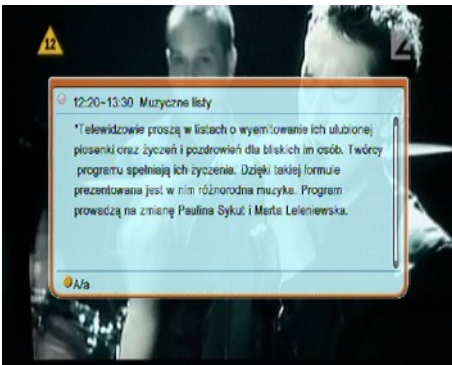 12
4
12:20~13:30 Muzyczne listy
"Telewidzowie proszą w listach o wyemitowanie ich ulubionej
piosenki oraz życzeń i pozdrowień dla bliskich im osób. Twórcy
programu spełniają ich życzenia. Dzięki takiej formule
prezentowana jest w nim różnorodna muzyka. Program
prowadzą na zmianę Paulina Sykut i Marta Leleniewska.
A/a